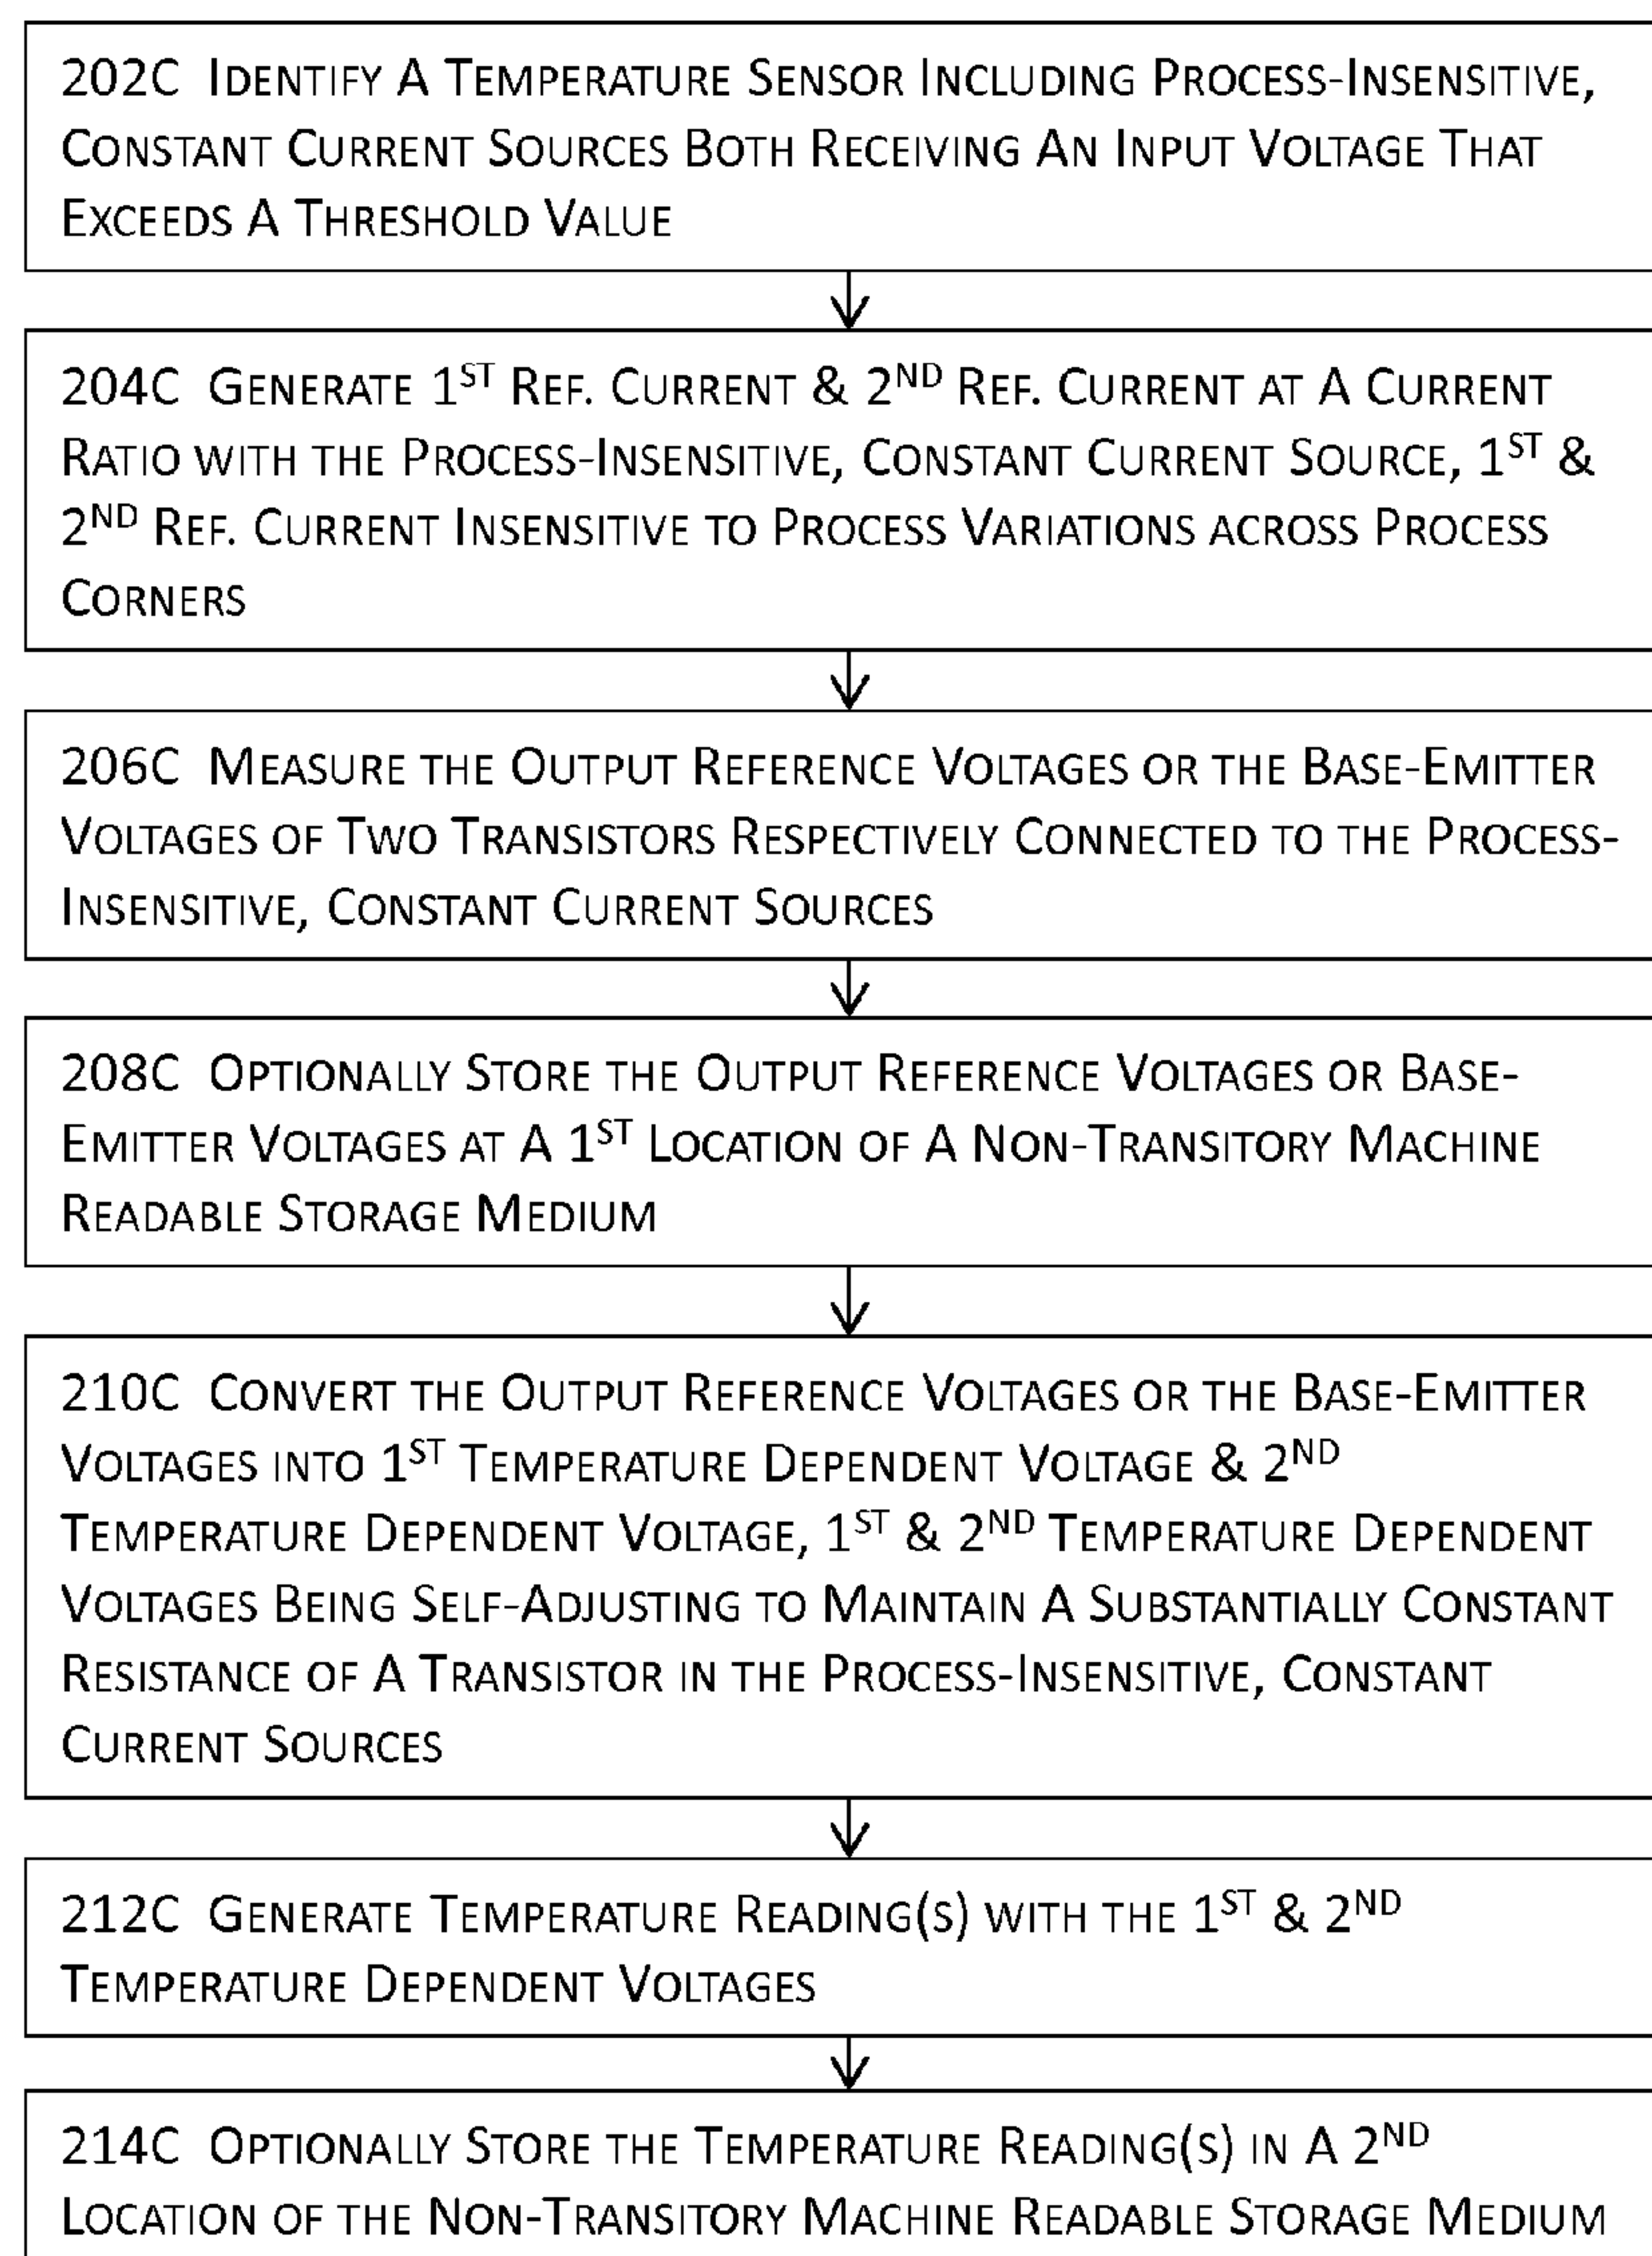 202C IDENTIFY A TEMPERATURE SENSOR INCLUDING PROCESS-INSENSITIVE,
CONSTANT CURRENT SOURCES BOTH RECEIVING AN INPUT VOLTAGE THAT
EXCEEDS A THRESHOLD VALUE
204C GENERATE 1ST REF. CURRENT & 2ND REF. CURRENT AT A CURRENT
RATIO WITH THE PROCESS-INSENSITIVE, CONSTANT CURRENT SOURCE, 1ST &
2ND REF. CURRENT INSENSITIVE TO PROCESS VARIATIONS ACROSS PROCESS
CORNERS
206C MEASURE THE OUTPUT REFERENCE VOLTAGES OR THE BASE-EMITTER
VOLTAGES OF TWO TRANSISTORS RESPECTIVELY CONNECTED TO THE PROCESS-
INSENSITIVE, CONSTANT CURRENT SOURCES
208C OPTIONALLY STORE THE OUTPUT REFERENCE VOLTAGES OR BASE-
EMITTER VOLTAGES AT A 1ST LOCATION OF A NON-TRANSITORY MACHINE
READABLE STORAGE MEDIUM
210C CONVERT THE OUTPUT REFERENCE VOLTAGES OR THE BASE-EMITTER
VOLTAGES INTO 1ST TEMPERATURE DEPENDENT VOLTAGE & 2ND
TEMPERATURE DEPENDENT VOLTAGE, 1ST & 2ND TEMPERATURE DEPENDENT
VOLTAGES BEING SELF-ADJUSTING TO MAINTAIN A SUBSTANTIALLY CONSTANT
RESISTANCE OF A TRANSISTOR IN THE PROCESS-INSENSITIVE, CONSTANT
CURRENT SOURCES
212C GENERATE TEMPERATURE READING(S) WITH THE 1ST & 2ND
TEMPERATURE DEPENDENT VOLTAGES
214C OPTIONALLY STORE THE TEMPERATURE READING(S) IN A 2ND
LOCATION OF THE NON-TRANSITORY MACHINE READABLE STORAGE MEDIUM